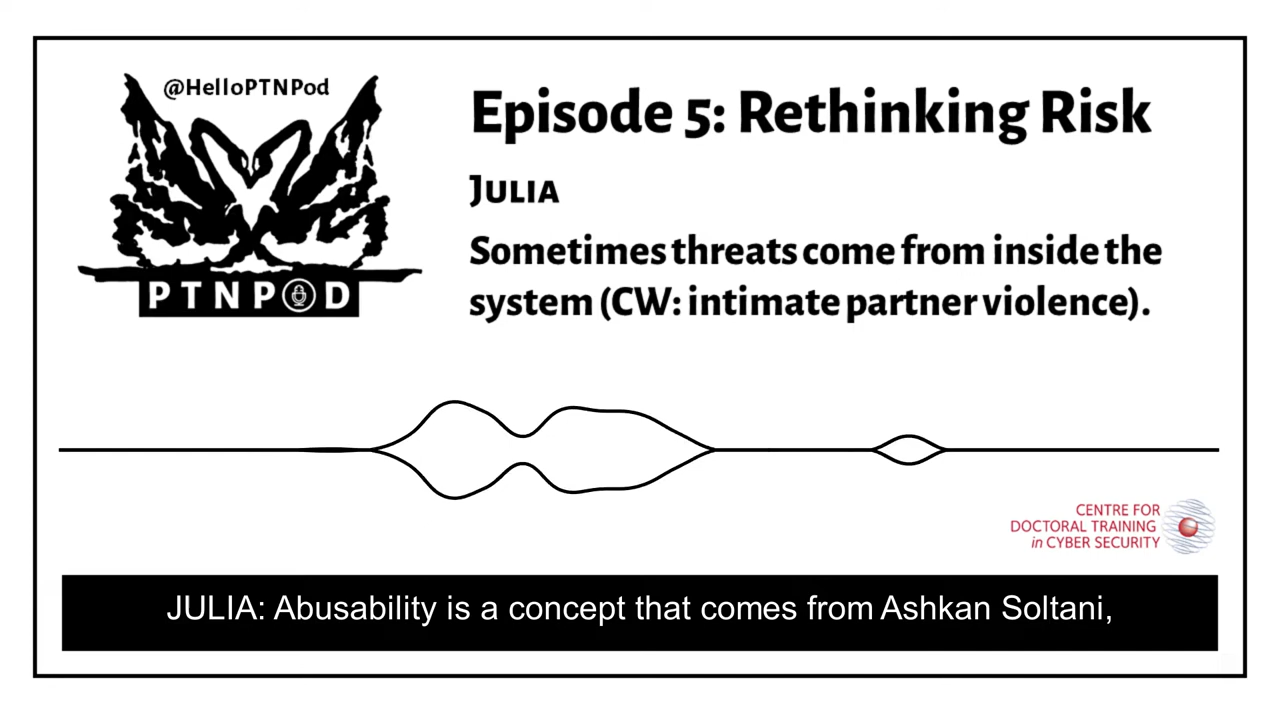 @HelloPTNPod
PTNPOD
Episode 5: Rethinking Risk
Julia
Sometimes threats come from inside the
system (CW: intimate partner violence).
CENTRE FOR
DOCTORAL TRAINING
in CYBER SECURITY
JULIA: Abusability is a concept that comes from Ashkan Soltani,